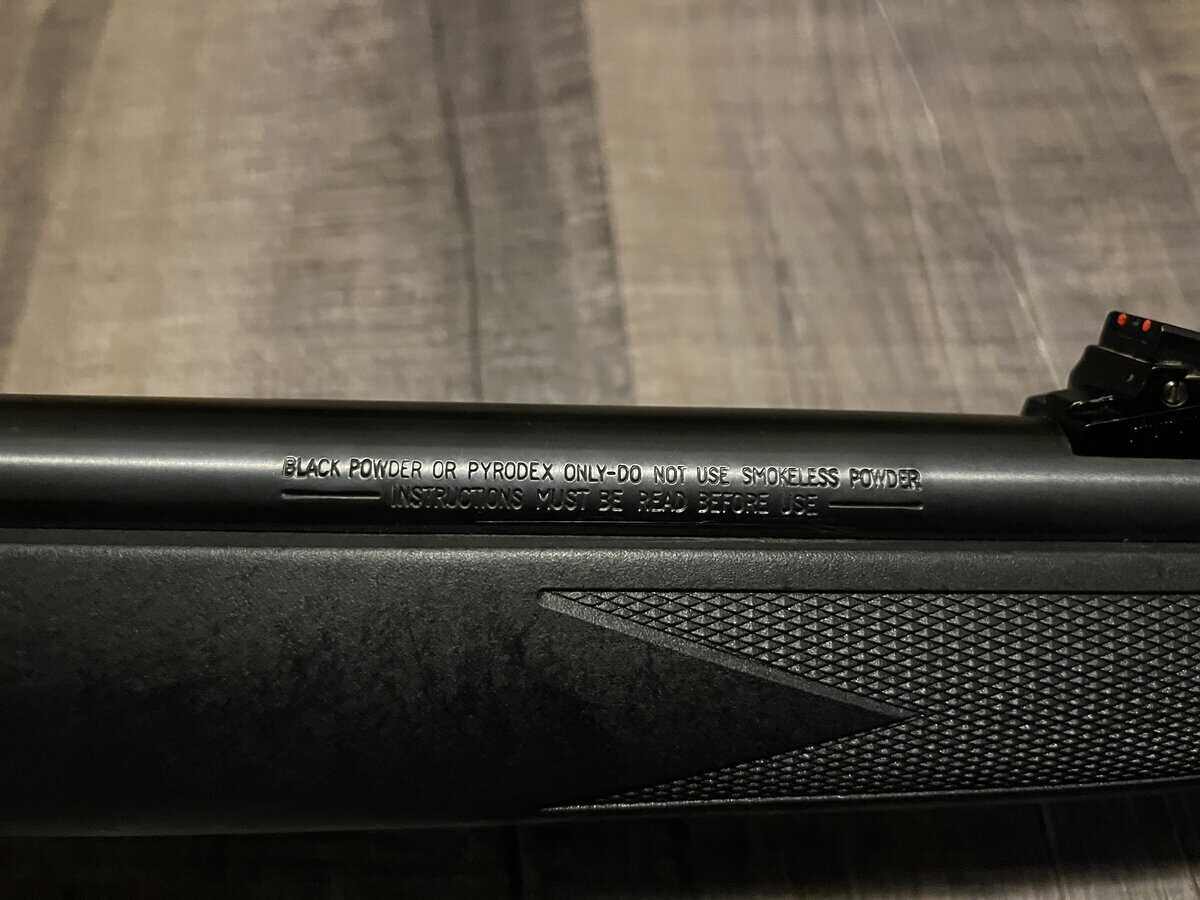 BLACK POWDER OR PYRODEX ONLY-DO NOT USE SMOKELESS POWDER
INSTRUCTIONS MUST BE READ BEFORE USE